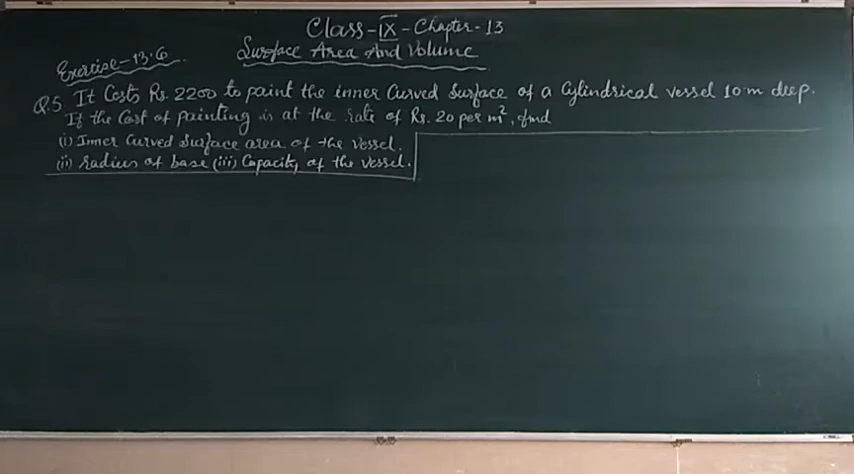 Class-IX-Chapter-13
Surface Area And Volume
Exercise-13.6
Q.5 It Costs Rs. 2200 to paint the inner Curved Surface of a Cylindrical vessel 10 m deep.
If the Cost of painting is at the rate of Rs. 20 per m², find
(i) Inner Curved Surface area of the vessel.
(ii) Radius of base (iii) Capacity of the vessel.